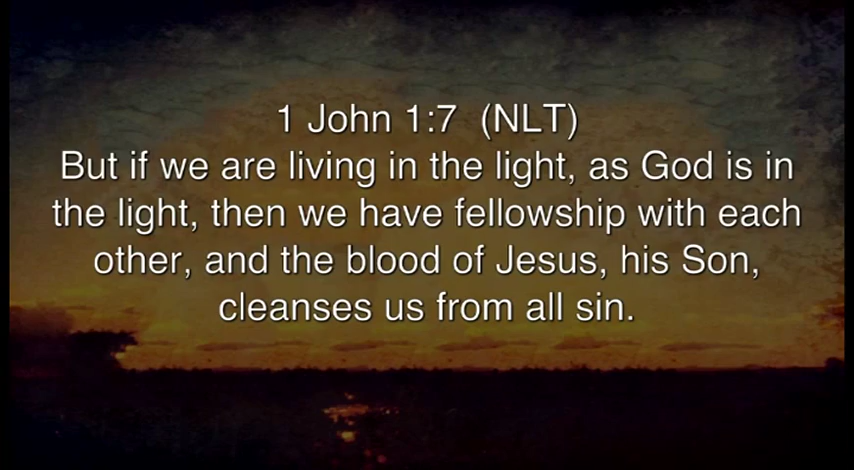 1 John 1:7  (NLT)
But if we are living in the light, as God is in
the light, then we have fellowship with each
other, and the blood of Jesus, his Son,
cleanses us from all sin.